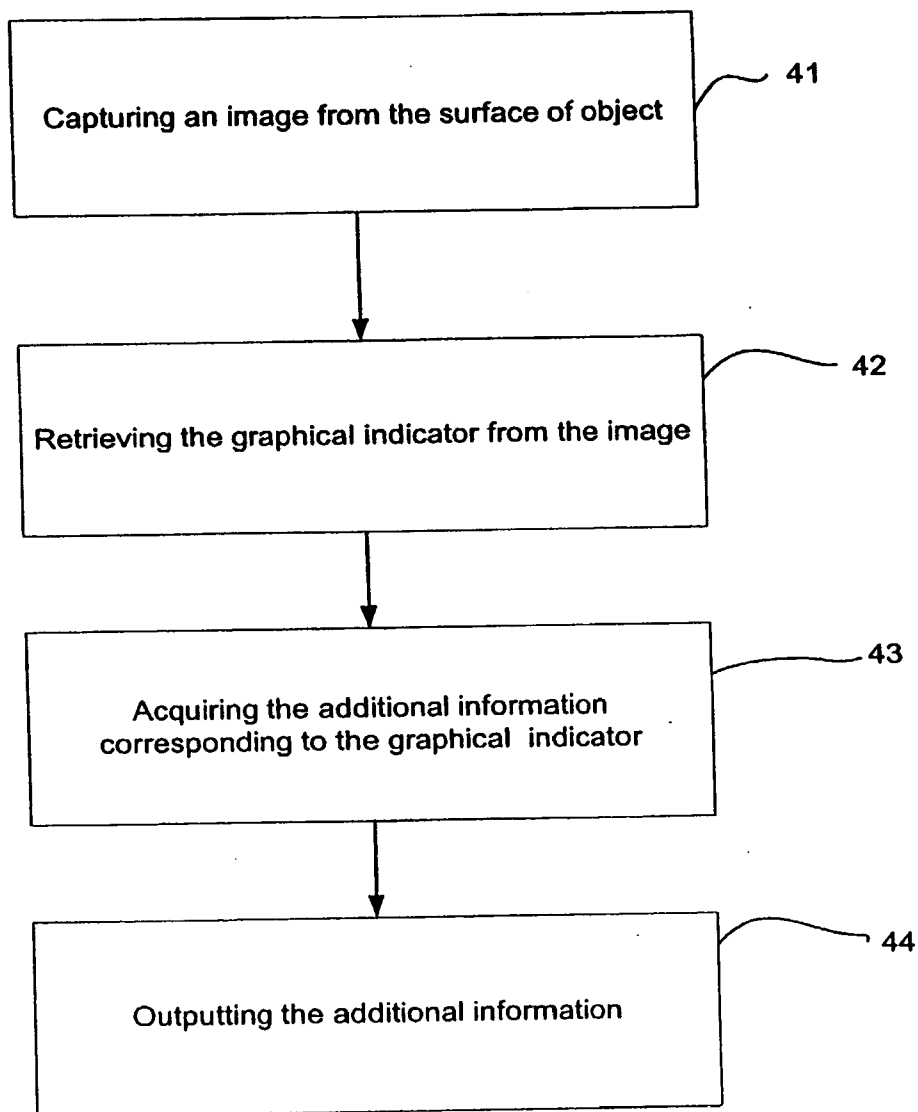 Capturing an image from the surface of object
41
Retrieving the graphical indicator from the image
42
Acquiring the additional information
corresponding to the graphical indicator
43
Outputting the additional information
44